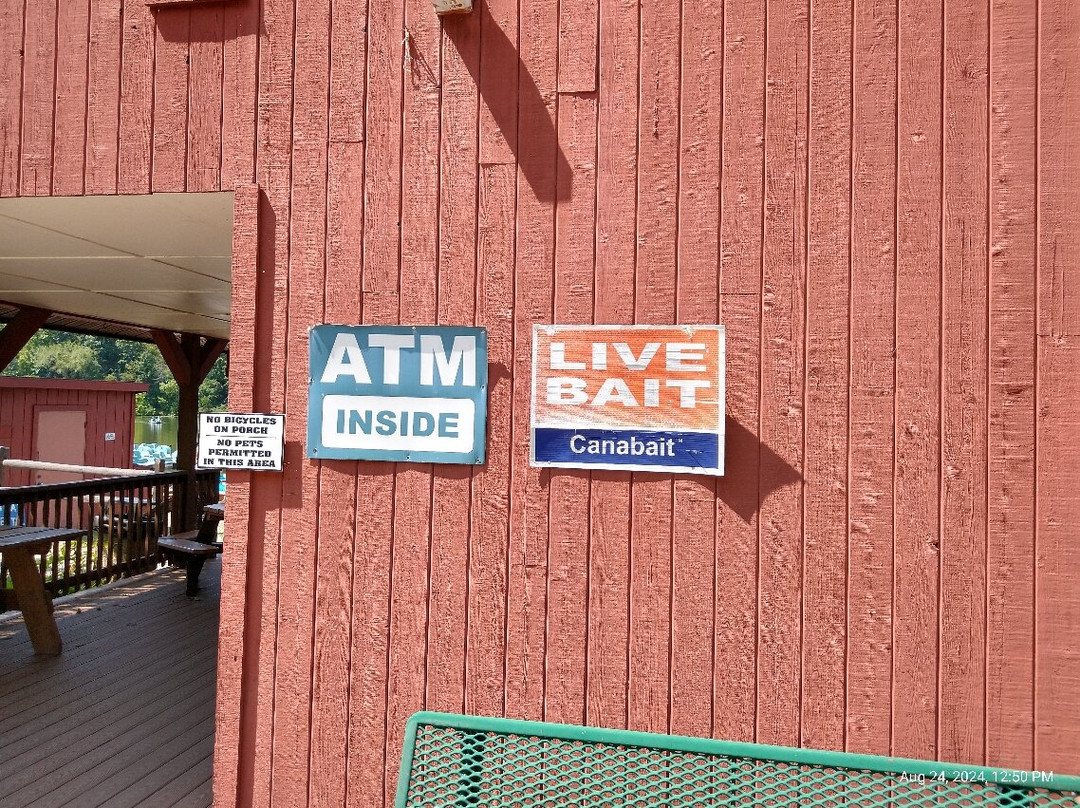 ATM
INSIDE
LIVE
BAIT
Canabait™
NO BICYCLES
ON PORCH
NO PETS
PERMITTED
IN THIS AREA
Aug 24, 2024, 12:50 PM